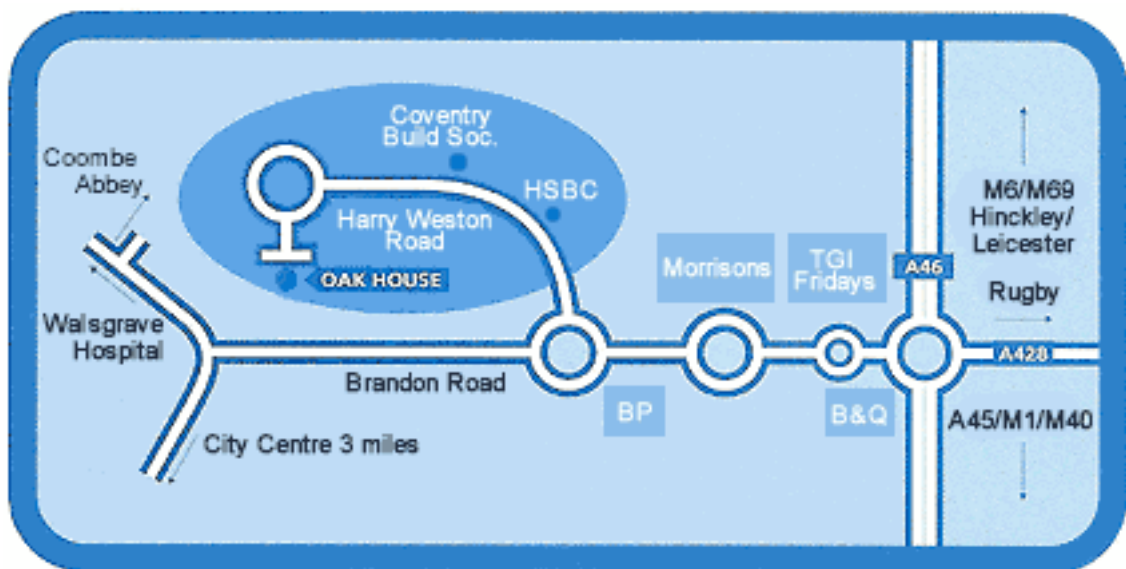 Coventry
Build Soc.
Coombe
Abbey
HSBC
M6/M69
Hinckley/
Leicester
Harry Weston
Road
OAK HOUSE
Morrisons
TGI
Fridays
A46
Rugby
Walsgrave
Hospital
A428
Brandon Road
BP
B&Q
A45/M1/M40
City Centre 3 miles